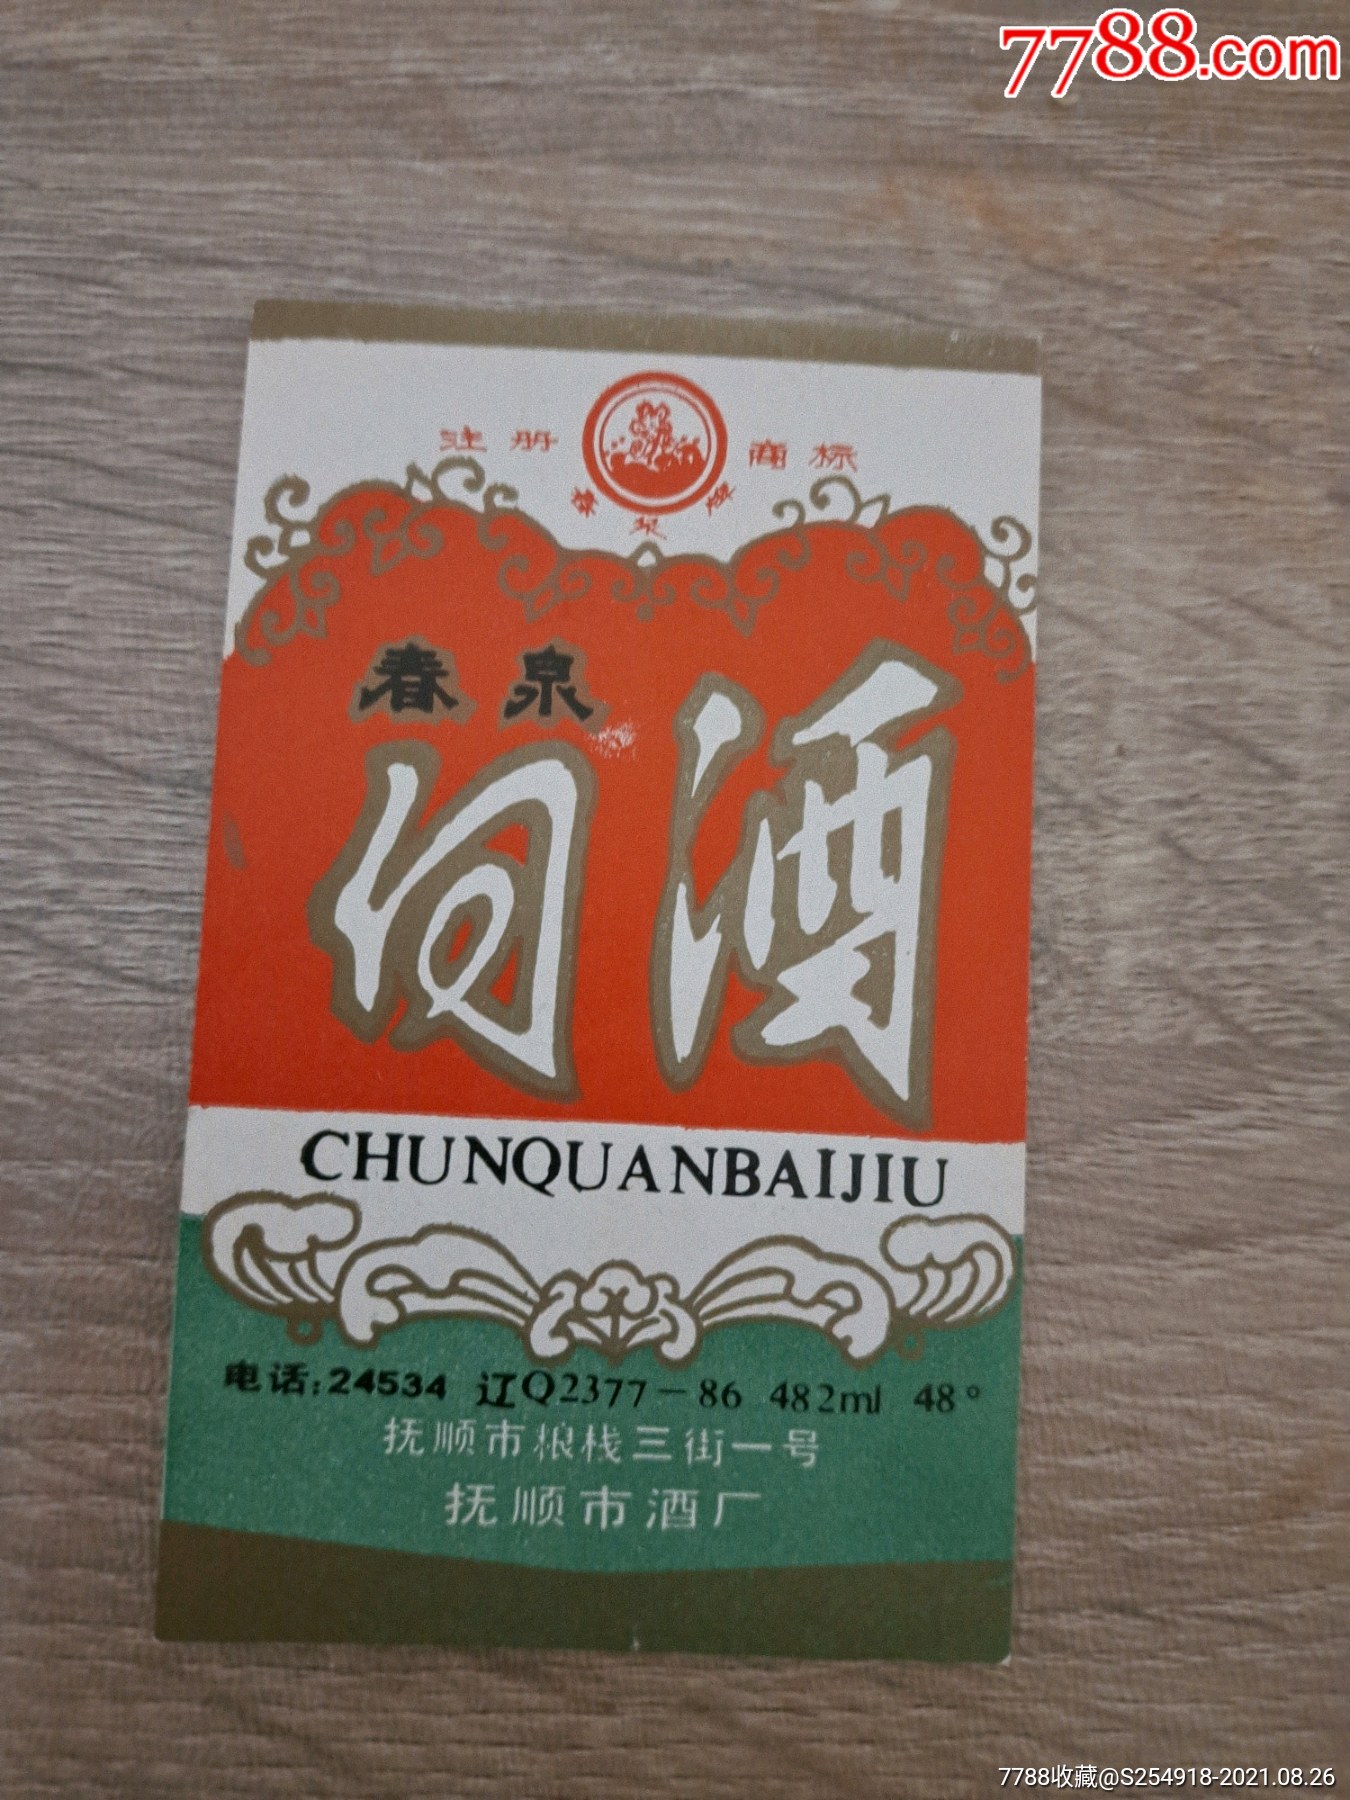 7788.com
注册 商标
泉牌
春泉
白酒
CHUNQUANBAIJIU
电话:24534 辽Q2377-86 482ml 48°
抚顺市粮栈三街一号
抚顺市酒厂
7788收藏@S254918-2021.08.26